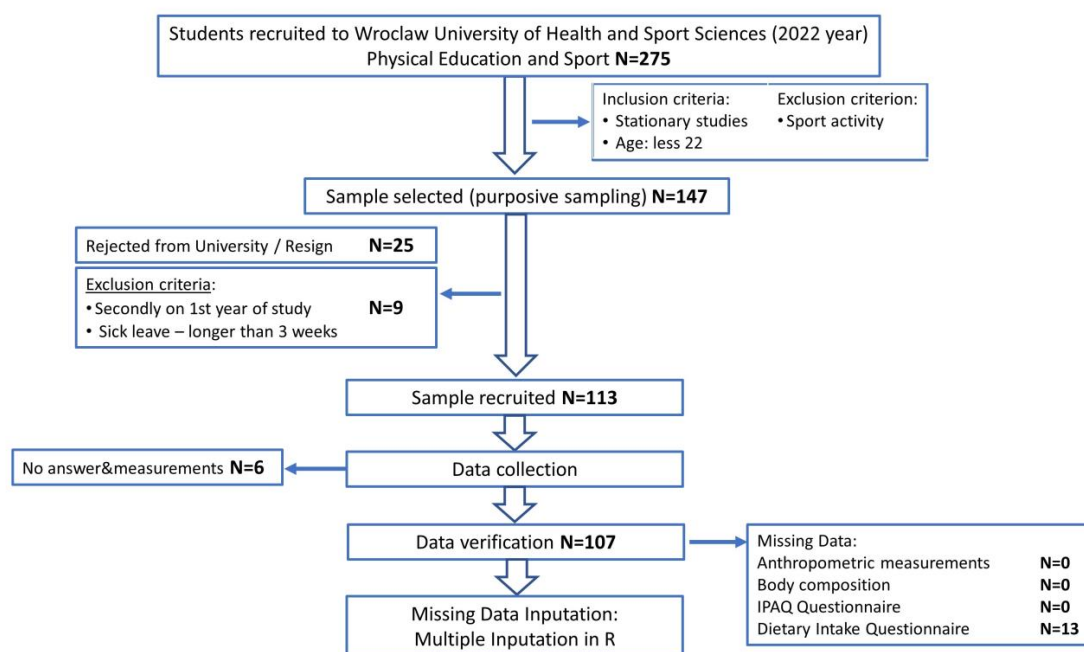 Students recruited to Wroclaw University of Health and Sport Sciences (2022 year)
Physical Education and Sport N=275
Inclusion criteria:
• Stationary studies
• Age: less 22
Exclusion criterion:
• Sport activity
Sample selected (purposive sampling) N=147
Rejected from University / Resign N=25
Exclusion criteria:
• Secondly on 1st year of study N=9
• Sick leave – longer than 3 weeks
Sample recruited N=113
No answer&measurements N=6
Data collection
Data verification N=107
Missing Data:
Anthropometric measurements N=0
Body composition N=0
IPAQ Questionnaire N=0
Dietary Intake Questionnaire N=13
Missing Data Inputation:
Multiple Inputation in R